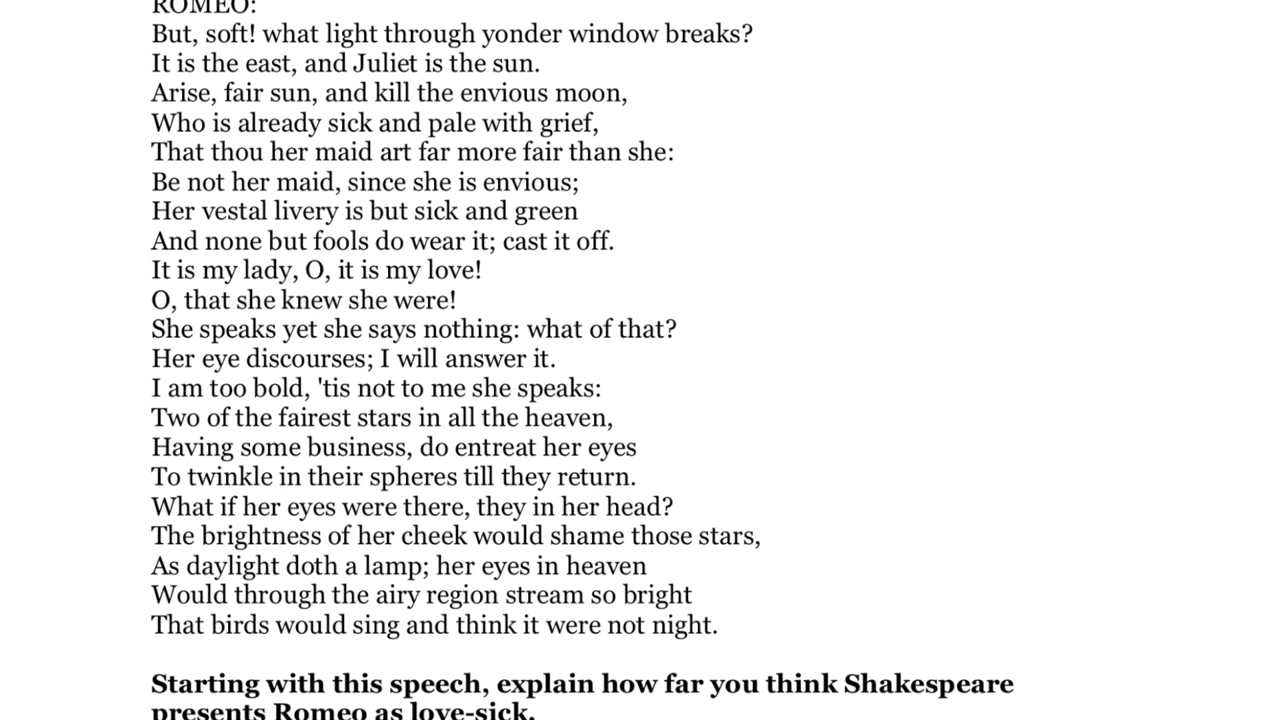 ROMEO:
But, soft! what light through yonder window breaks?
It is the east, and Juliet is the sun.
Arise, fair sun, and kill the envious moon,
Who is already sick and pale with grief,
That thou her maid art far more fair than she:
Be not her maid, since she is envious;
Her vestal livery is but sick and green
And none but fools do wear it; cast it off.
It is my lady, O, it is my love!
O, that she knew she were!
She speaks yet she says nothing: what of that?
Her eye discourses; I will answer it.
I am too bold, 'tis not to me she speaks:
Two of the fairest stars in all the heaven,
Having some business, do entreat her eyes
To twinkle in their spheres till they return.
What if her eyes were there, they in her head?
The brightness of her cheek would shame those stars,
As daylight doth a lamp; her eyes in heaven
Would through the airy region stream so bright
That birds would sing and think it were not night.
Starting with this speech, explain how far you think Shakespeare
presents Romeo as love-sick.